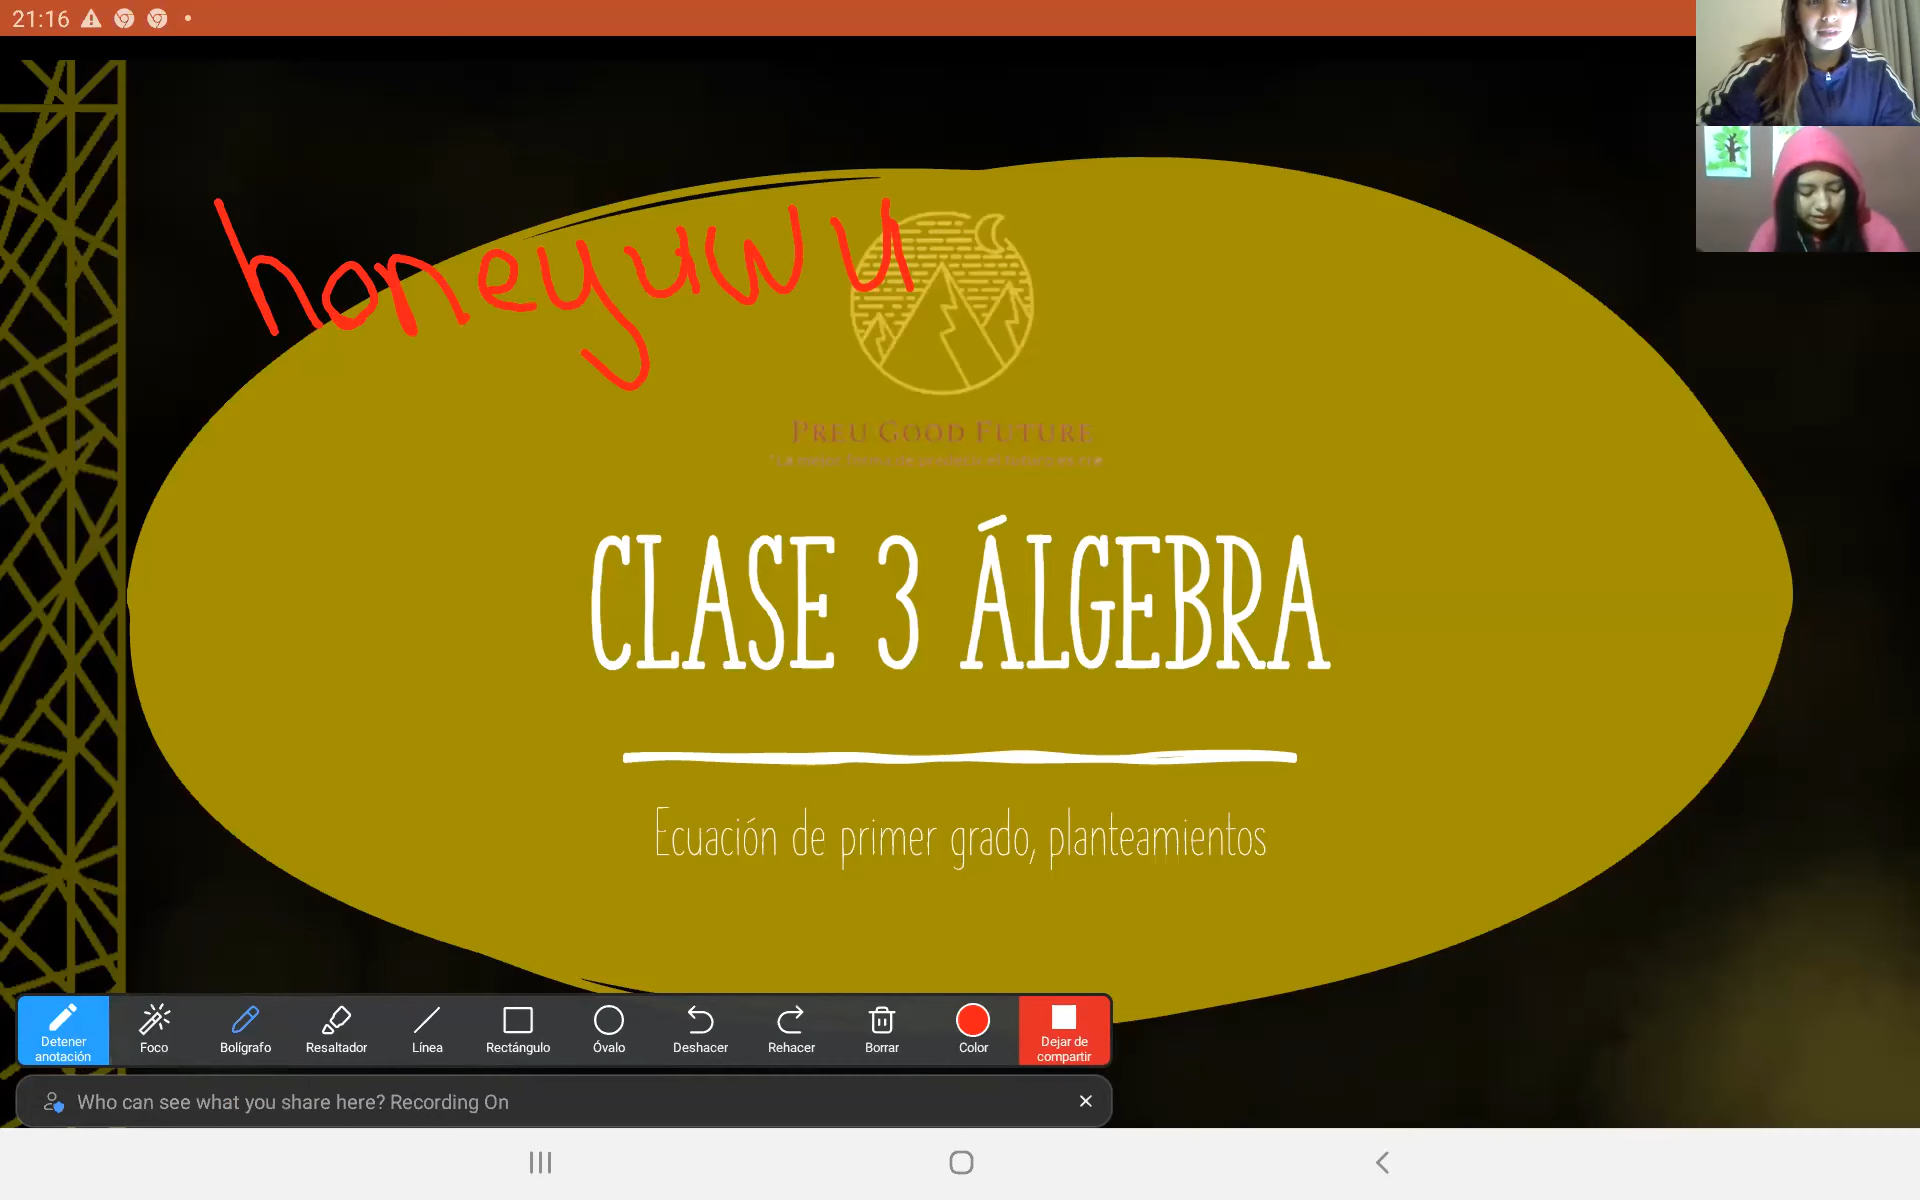 21:16
honeyuwu
PREU GOOD FUTURE
CLASE 3 ÁLGEBRA
Ecuación de primer grado, planteamientos
Detener anotación
Foco
Bolígrafo
Resaltador
Línea
Rectángulo
Óvalo
Deshacer
Rehacer
Borrar
Color
Dejar de compartir
Who can see what you share here? Recording On